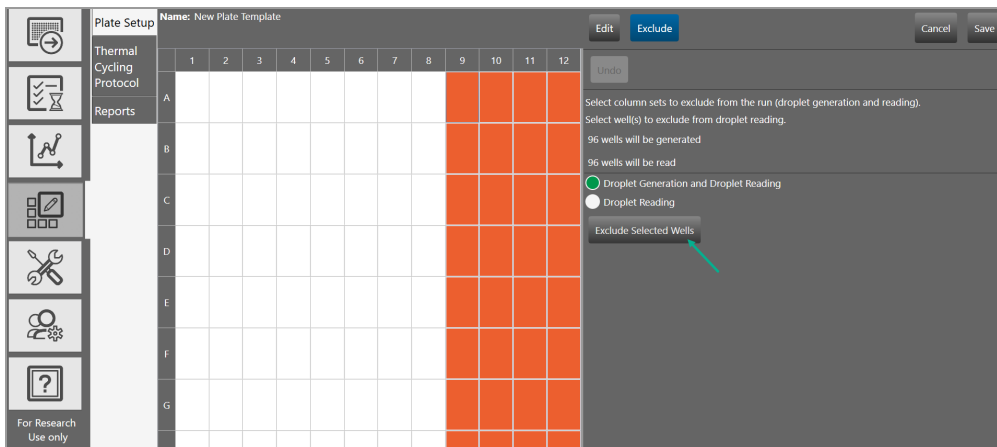 For Research
Use only
Plate Setup
Thermal
Cycling
Protocol
Reports
Name: New Plate Template
1 2 3 4 5 6 7 8 9 10 11 12
A
B
C
D
E
F
G
Edit Exclude Cancel Save
Undo
Select column sets to exclude from the run (droplet generation and reading).
Select well(s) to exclude from droplet reading.
96 wells will be generated
96 wells will be read
Droplet Generation and Droplet Reading
Droplet Reading
Exclude Selected Wells